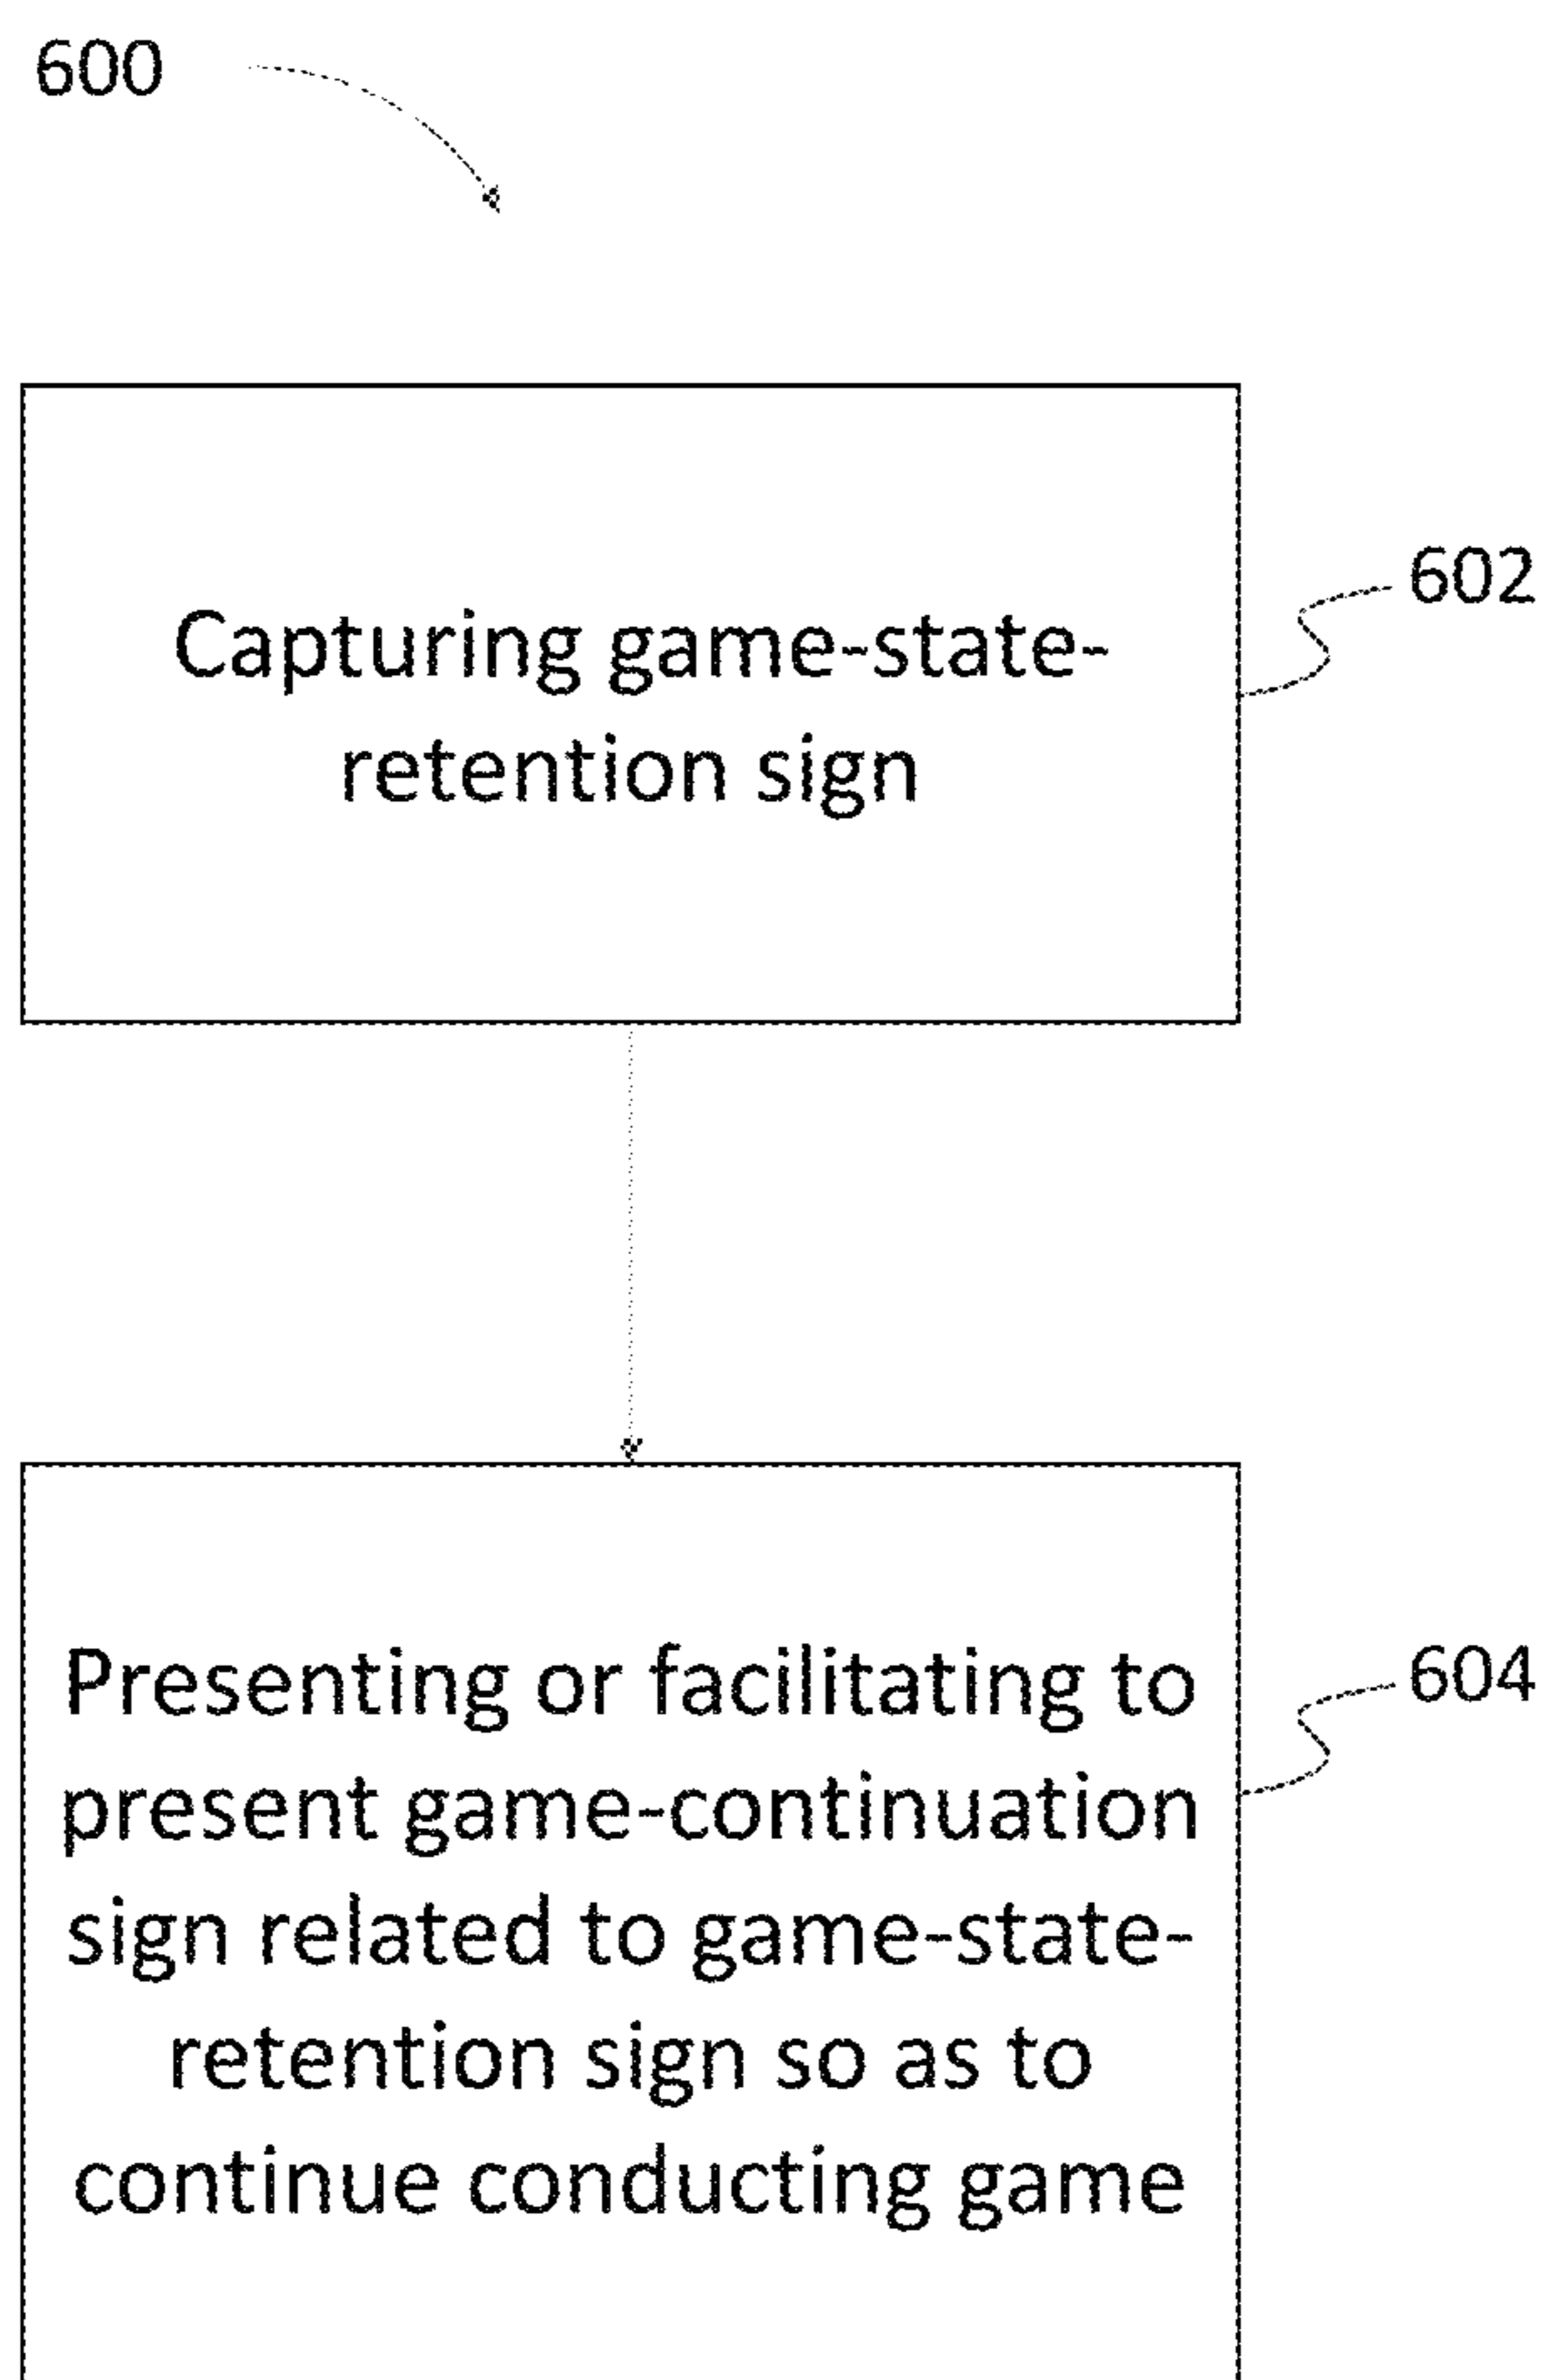 600
Capturing game-state-
retention sign
602
Presenting or facilitating to
present game-continuation
sign related to game-state-
retention sign so as to
continue conducting game
604